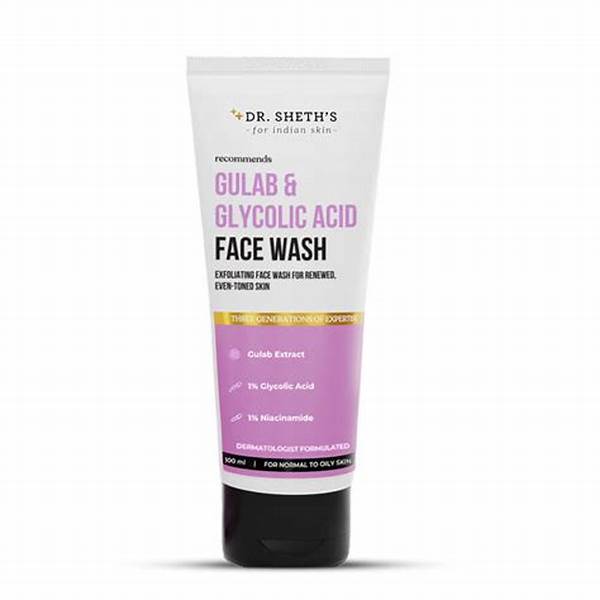 DR. SHETH'S
- for indian skin -
recommends
GULAB &
GLYCOLIC ACID
FACE WASH
EXFOLIATING FACE WASH FOR RENEWED,
EVEN-TONED SKIN
THREE GENERATIONS OF EXPERTISE
Gulab Extract
1% Glycolic Acid
1% Niacinamide
DERMATOLOGIST FORMULATED
100 ml | FOR NORMAL TO OILY SKIN